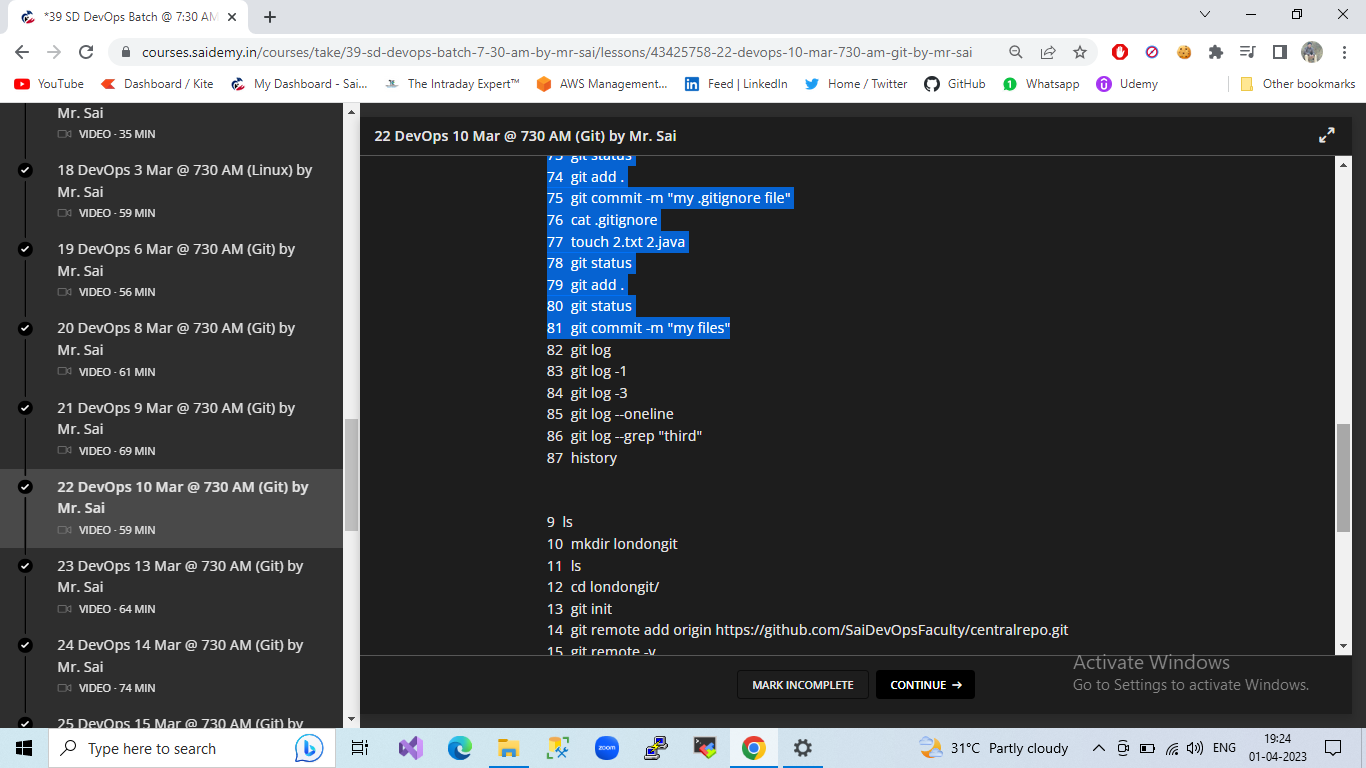 *39 SD DevOps Batch @ 7:30 AM
courses.saidemy.in/courses/take/39-sd-devops-batch-7-30-am-by-mr-sai/lessons/43425758-22-devops-10-mar-730-am-git-by-mr-sai
YouTube
Dashboard / Kite
My Dashboard - Sai...
The Intraday Expert™
AWS Management...
Feed | LinkedIn
Home / Twitter
GitHub
Whatsapp
Udemy
Other bookmarks
Mr. Sai
VIDEO · 35 MIN
18 DevOps 3 Mar @ 730 AM (Linux) by
Mr. Sai
VIDEO · 59 MIN
19 DevOps 6 Mar @ 730 AM (Git) by
Mr. Sai
VIDEO · 56 MIN
20 DevOps 8 Mar @ 730 AM (Git) by
Mr. Sai
VIDEO · 61 MIN
21 DevOps 9 Mar @ 730 AM (Git) by
Mr. Sai
VIDEO · 69 MIN
22 DevOps 10 Mar @ 730 AM (Git) by
Mr. Sai
VIDEO · 59 MIN
23 DevOps 13 Mar @ 730 AM (Git) by
Mr. Sai
VIDEO · 64 MIN
24 DevOps 14 Mar @ 730 AM (Git) by
Mr. Sai
VIDEO · 74 MIN
25 DevOps 15 Mar @ 730 AM (Git) by
22 DevOps 10 Mar @ 730 AM (Git) by Mr. Sai
73 git status
74 git add .
75 git commit -m "my .gitignore file"
76 cat .gitignore
77 touch 2.txt 2.java
78 git status
79 git add .
80 git status
81 git commit -m "my files"
82 git log
83 git log -1
84 git log -3
85 git log --oneline
86 git log --grep "third"
87 history
9 ls
10 mkdir londongit
11 ls
12 cd londongit/
13 git init
14 git remote add origin https://github.com/SaiDevOpsFaculty/centralrepo.git
15 git remote -v
MARK INCOMPLETE
CONTINUE →
Activate Windows
Go to Settings to activate Windows.
Type here to search
zoom
31°C Partly cloudy
ENG
19:24
01-04-2023